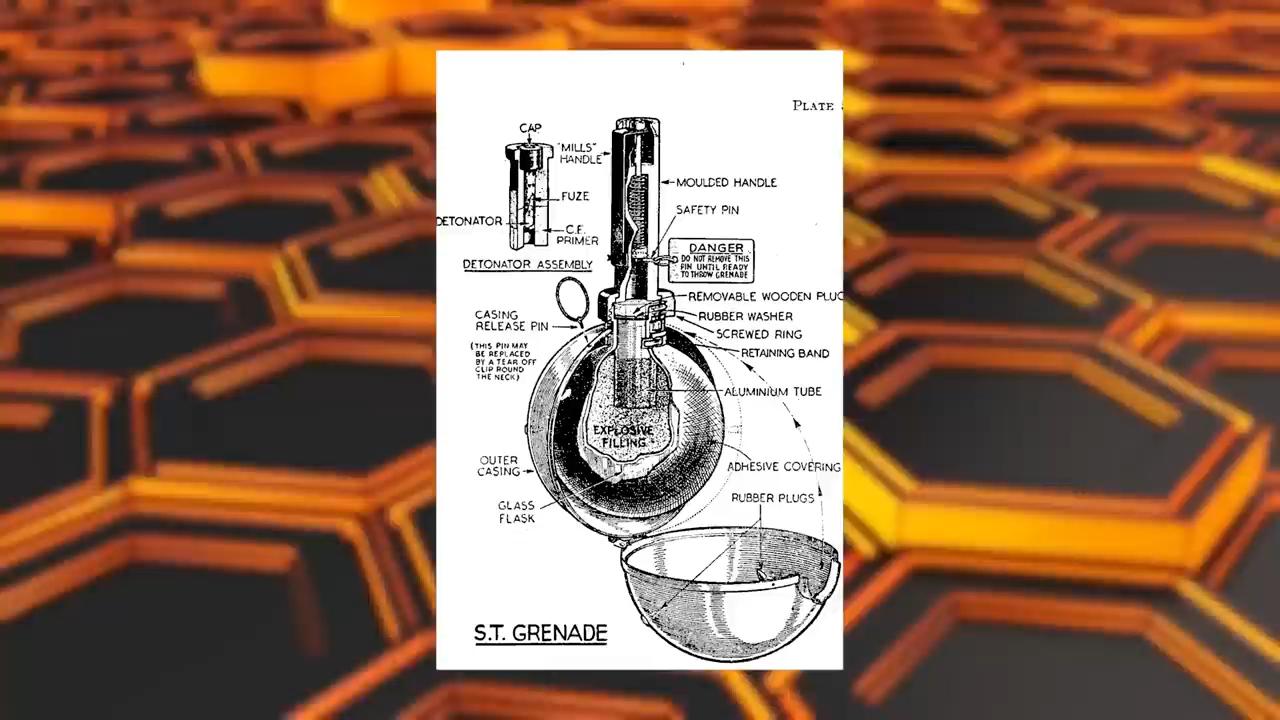 PLATE
CAP
"MILLS"
HANDLE
MOULDED HANDLE
FUZE
SAFETY PIN
DETONATOR
C.E.
PRIMER
DANGER
DO NOT REMOVE THIS
PIN UNTIL READY
TO THROW GRENADE
DETONATOR ASSEMBLY
REMOVABLE WOODEN PLUG
CASING
RELEASE PIN
RUBBER WASHER
SCREWED RING
(THIS PIN MAY
BE REPLACED
BY A TEAR OFF
CLIP ROUND
THE NECK)
RETAINING BAND
ALUMINIUM TUBE
EXPLOSIVE
FILLING
OUTER
CASING
ADHESIVE COVERING
GLASS
FLASK
RUBBER PLUGS
S.T. GRENADE